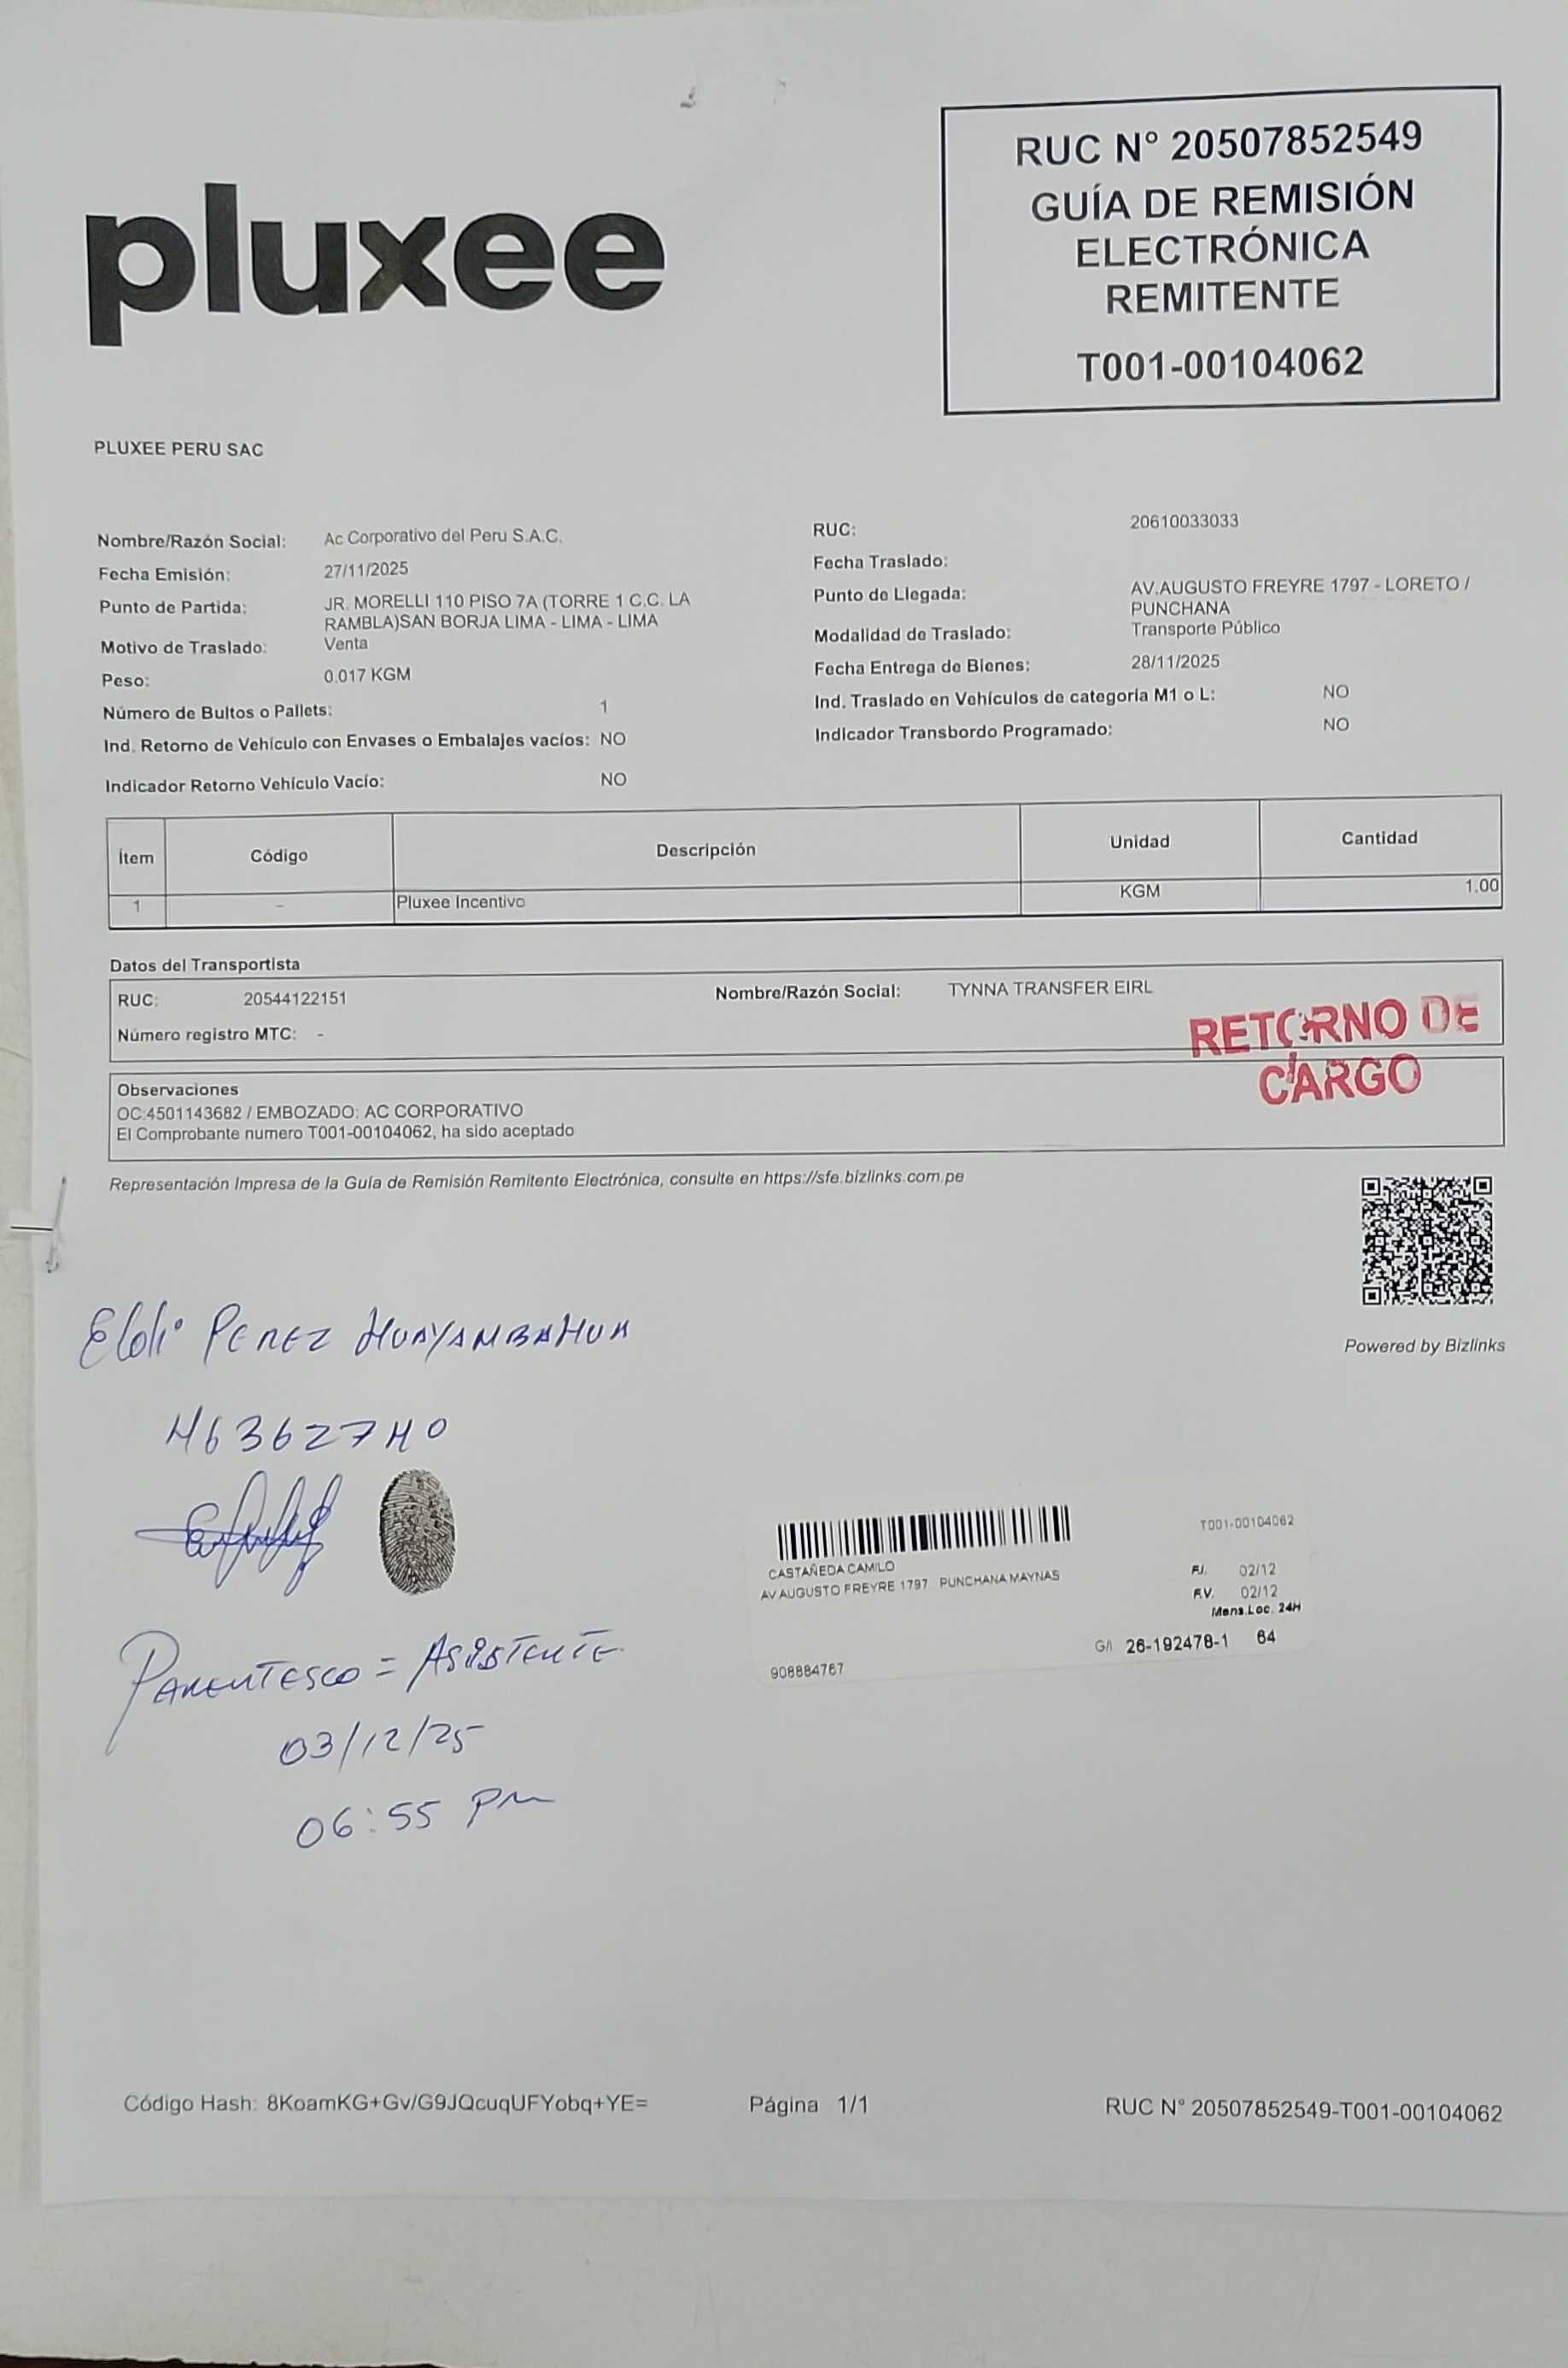 pluxee
RUC N° 20507852549
GUÍA DE REMISIÓN
ELECTRÓNICA
REMITENTE
T001-00104062
PLUXEE PERU SAC
Nombre/Razón Social: Ac Corporativo del Peru S.A.C.
Fecha Emisión: 27/11/2025
Punto de Partida: JR. MORELLI 110 PISO 7A (TORRE 1 C.C. LA
RAMBLA)SAN BORJA LIMA - LIMA - LIMA
Motivo de Traslado: Venta
Peso: 0.017 KGM
Número de Bultos o Pallets: 1
Ind. Retorno de Vehículo con Envases o Embalajes vacíos: NO
Indicador Retorno Vehículo Vacío: NO
RUC: 20610033033
Fecha Traslado:
Punto de Llegada: AV.AUGUSTO FREYRE 1797 - LORETO /
PUNCHANA
Modalidad de Traslado: Transporte Público
Fecha Entrega de Bienes: 28/11/2025
Ind. Traslado en Vehículos de categoría M1 o L: NO
Indicador Transbordo Programado: NO
Ítem Código Descripción Unidad Cantidad
1 - Pluxee Incentivo KGM 1.00
Datos del Transportista
RUC: 20544122151 Nombre/Razón Social: TYNNA TRANSFER EIRL
Número registro MTC: -
RETORNO DE
CARGO
Observaciones
OC:4501143682 / EMBOZADO: AC CORPORATIVO
El Comprobante numero T001-00104062, ha sido aceptado
Representación Impresa de la Guía de Remisión Remitente Electrónica, consulte en https://sfe.bizlinks.com.pe
Powered by Bizlinks
PEREZ HUAYAMBAHUA
46362740
PARENTESCO = ASISTENTE
03/12/25
06:55 PM
T001-00104062
CASTAÑEDA CAMILO
AV AUGUSTO FREYRE 1797 PUNCHANA MAYNAS
F.I. 02/12
F.V. 02/12
Mens.Loc. 24H
G/I 26-192478-1 64
908884767
Código Hash: 8KoamKG+Gv/G9JQcuqUFYobq+YE= Página 1/1 RUC N° 20507852549-T001-00104062